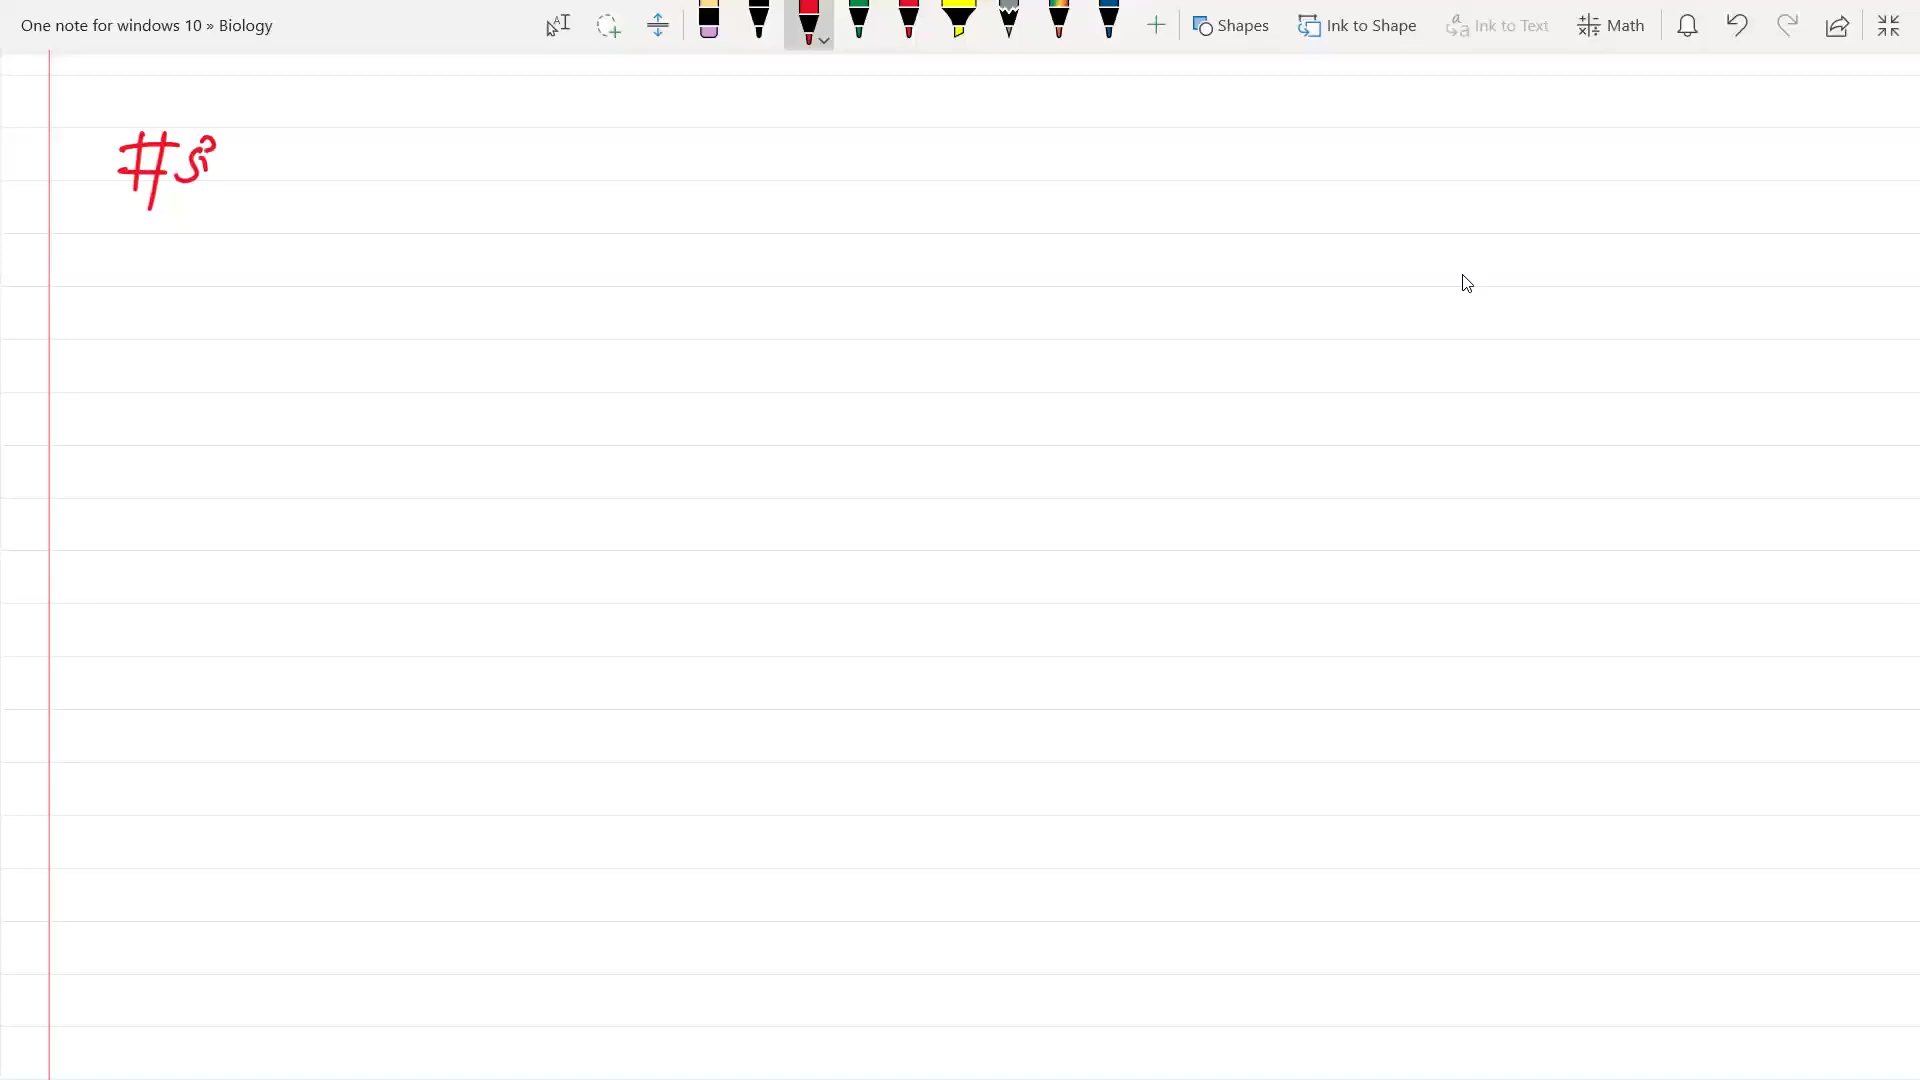 One note for windows 10 » Biology
Shapes
Ink to Shape
Ink to Text
Math
#